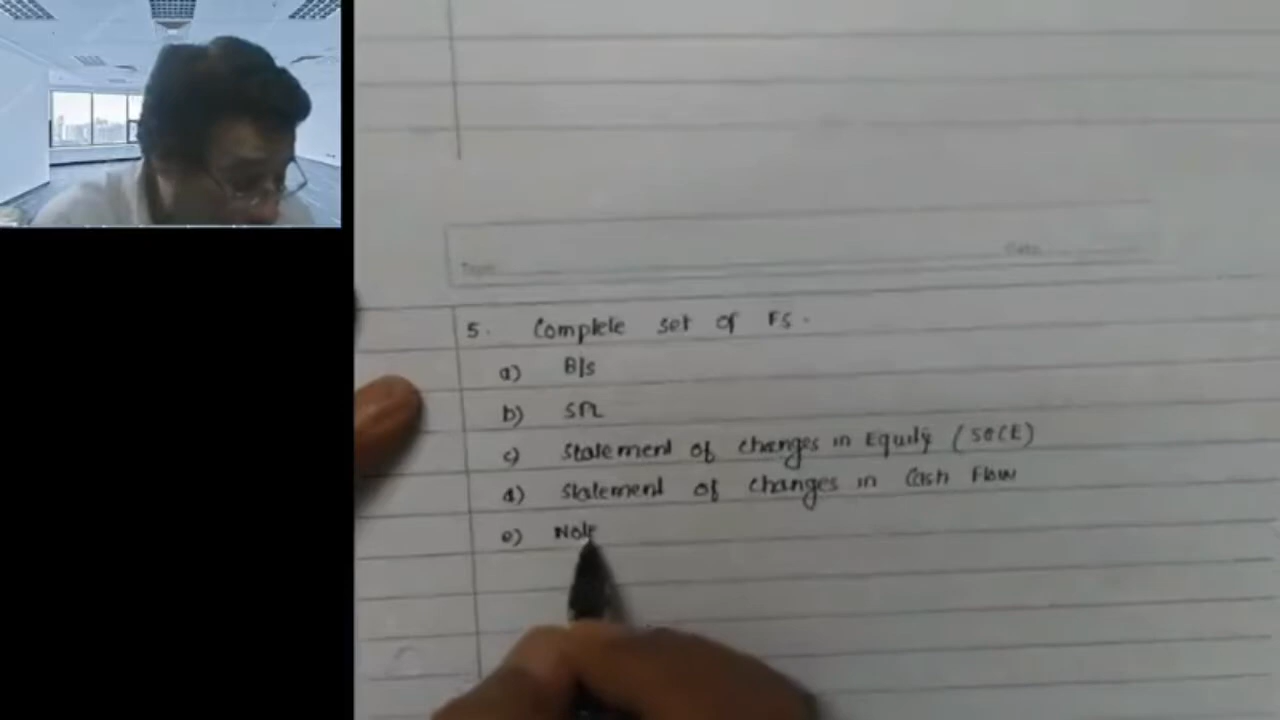 Date
5. Complete set of FS.
a) B/s
b) SPL
c) Statement of changes in Equity (SOCE)
d) Statement of changes in Cash Flow
e) Note